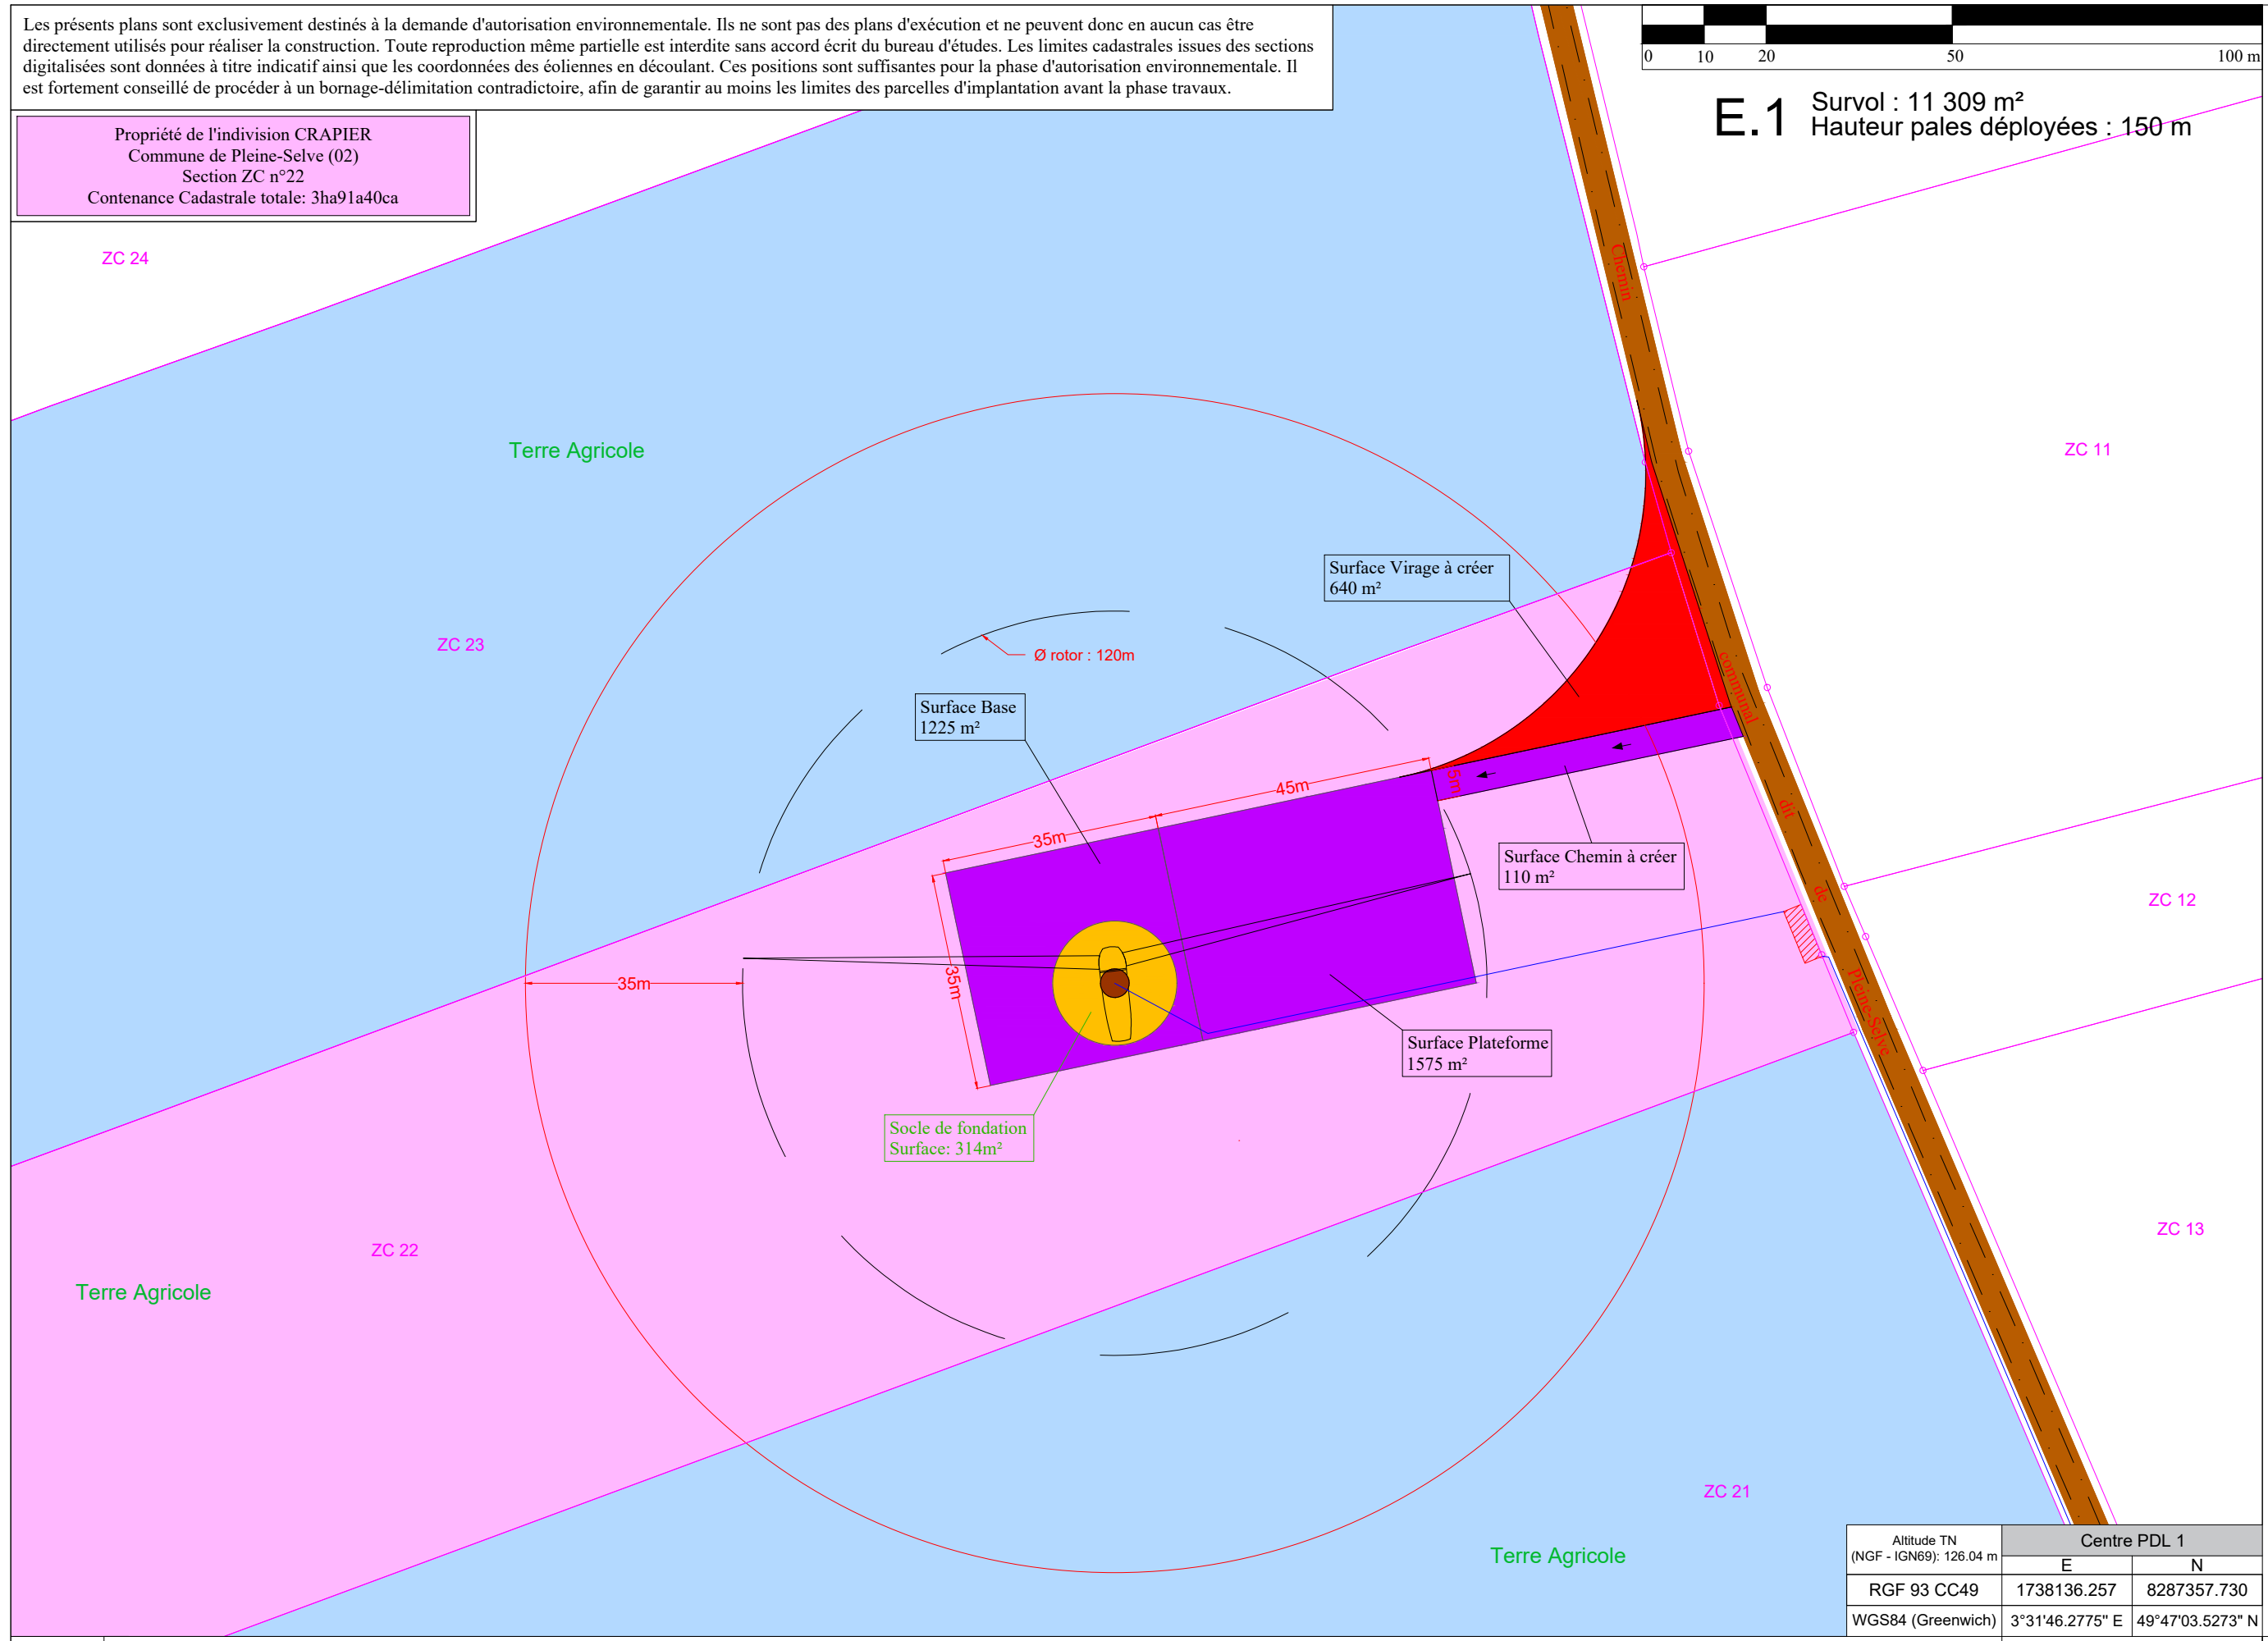 Les présents plans sont exclusivement destinés à la demande d'autorisation environnementale. Ils ne sont pas des plans d'exécution et ne peuvent donc en aucun cas être
directement utilisés pour réaliser la construction. Toute reproduction même partielle est interdite sans accord écrit du bureau d'études. Les limites cadastrales issues des sections
digitalisées sont données à titre indicatif ainsi que les coordonnées des éoliennes en découlant. Ces positions sont suffisantes pour la phase d'autorisation environnementale. Il
est fortement conseillé de procéder à un bornage-délimitation contradictoire, afin de garantir au moins les limites des parcelles d'implantation avant la phase travaux.
0 10 20 50 100 m
E.1
Survol : 11 309 m²
Hauteur pales déployées : 150 m
Propriété de l'indivision CRAPIER
Commune de Pleine-Selve (02)
Section ZC n°22
Contenance Cadastrale totale: 3ha91a40ca
ZC 24
Chemin
Terre Agricole
ZC 11
Surface Virage à créer
640 m²
ZC 23
Ø rotor : 120m
communal
Surface Base
1225 m²
45m
5m
35m
dit
Surface Chemin à créer
110 m²
de
ZC 12
35m
35m
Pleine-Selve
Surface Plateforme
1575 m²
Socle de fondation
Surface: 314m²
ZC 13
ZC 22
Terre Agricole
ZC 21
Terre Agricole
Altitude TN
(NGF - IGN69): 126.04 m
Centre PDL 1
E N
RGF 93 CC49 1738136.257 8287357.730
WGS84 (Greenwich) 3°31'46.2775" E 49°47'03.5273" N